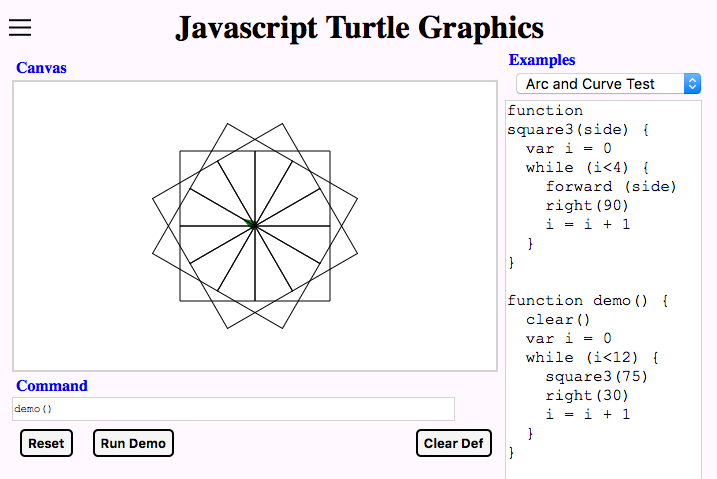 Javascript Turtle Graphics
Canvas
Examples
Arc and Curve Test
function
square3(side) {
  var i = 0
  while (i<4) {
    forward (side)
    right(90)
    i = i + 1
  }
}

function demo() {
  clear()
  var i = 0
  while (i<12) {
    square3(75)
    right(30)
    i = i + 1
  }
}
Command
demo()
Reset
Run Demo
Clear Def